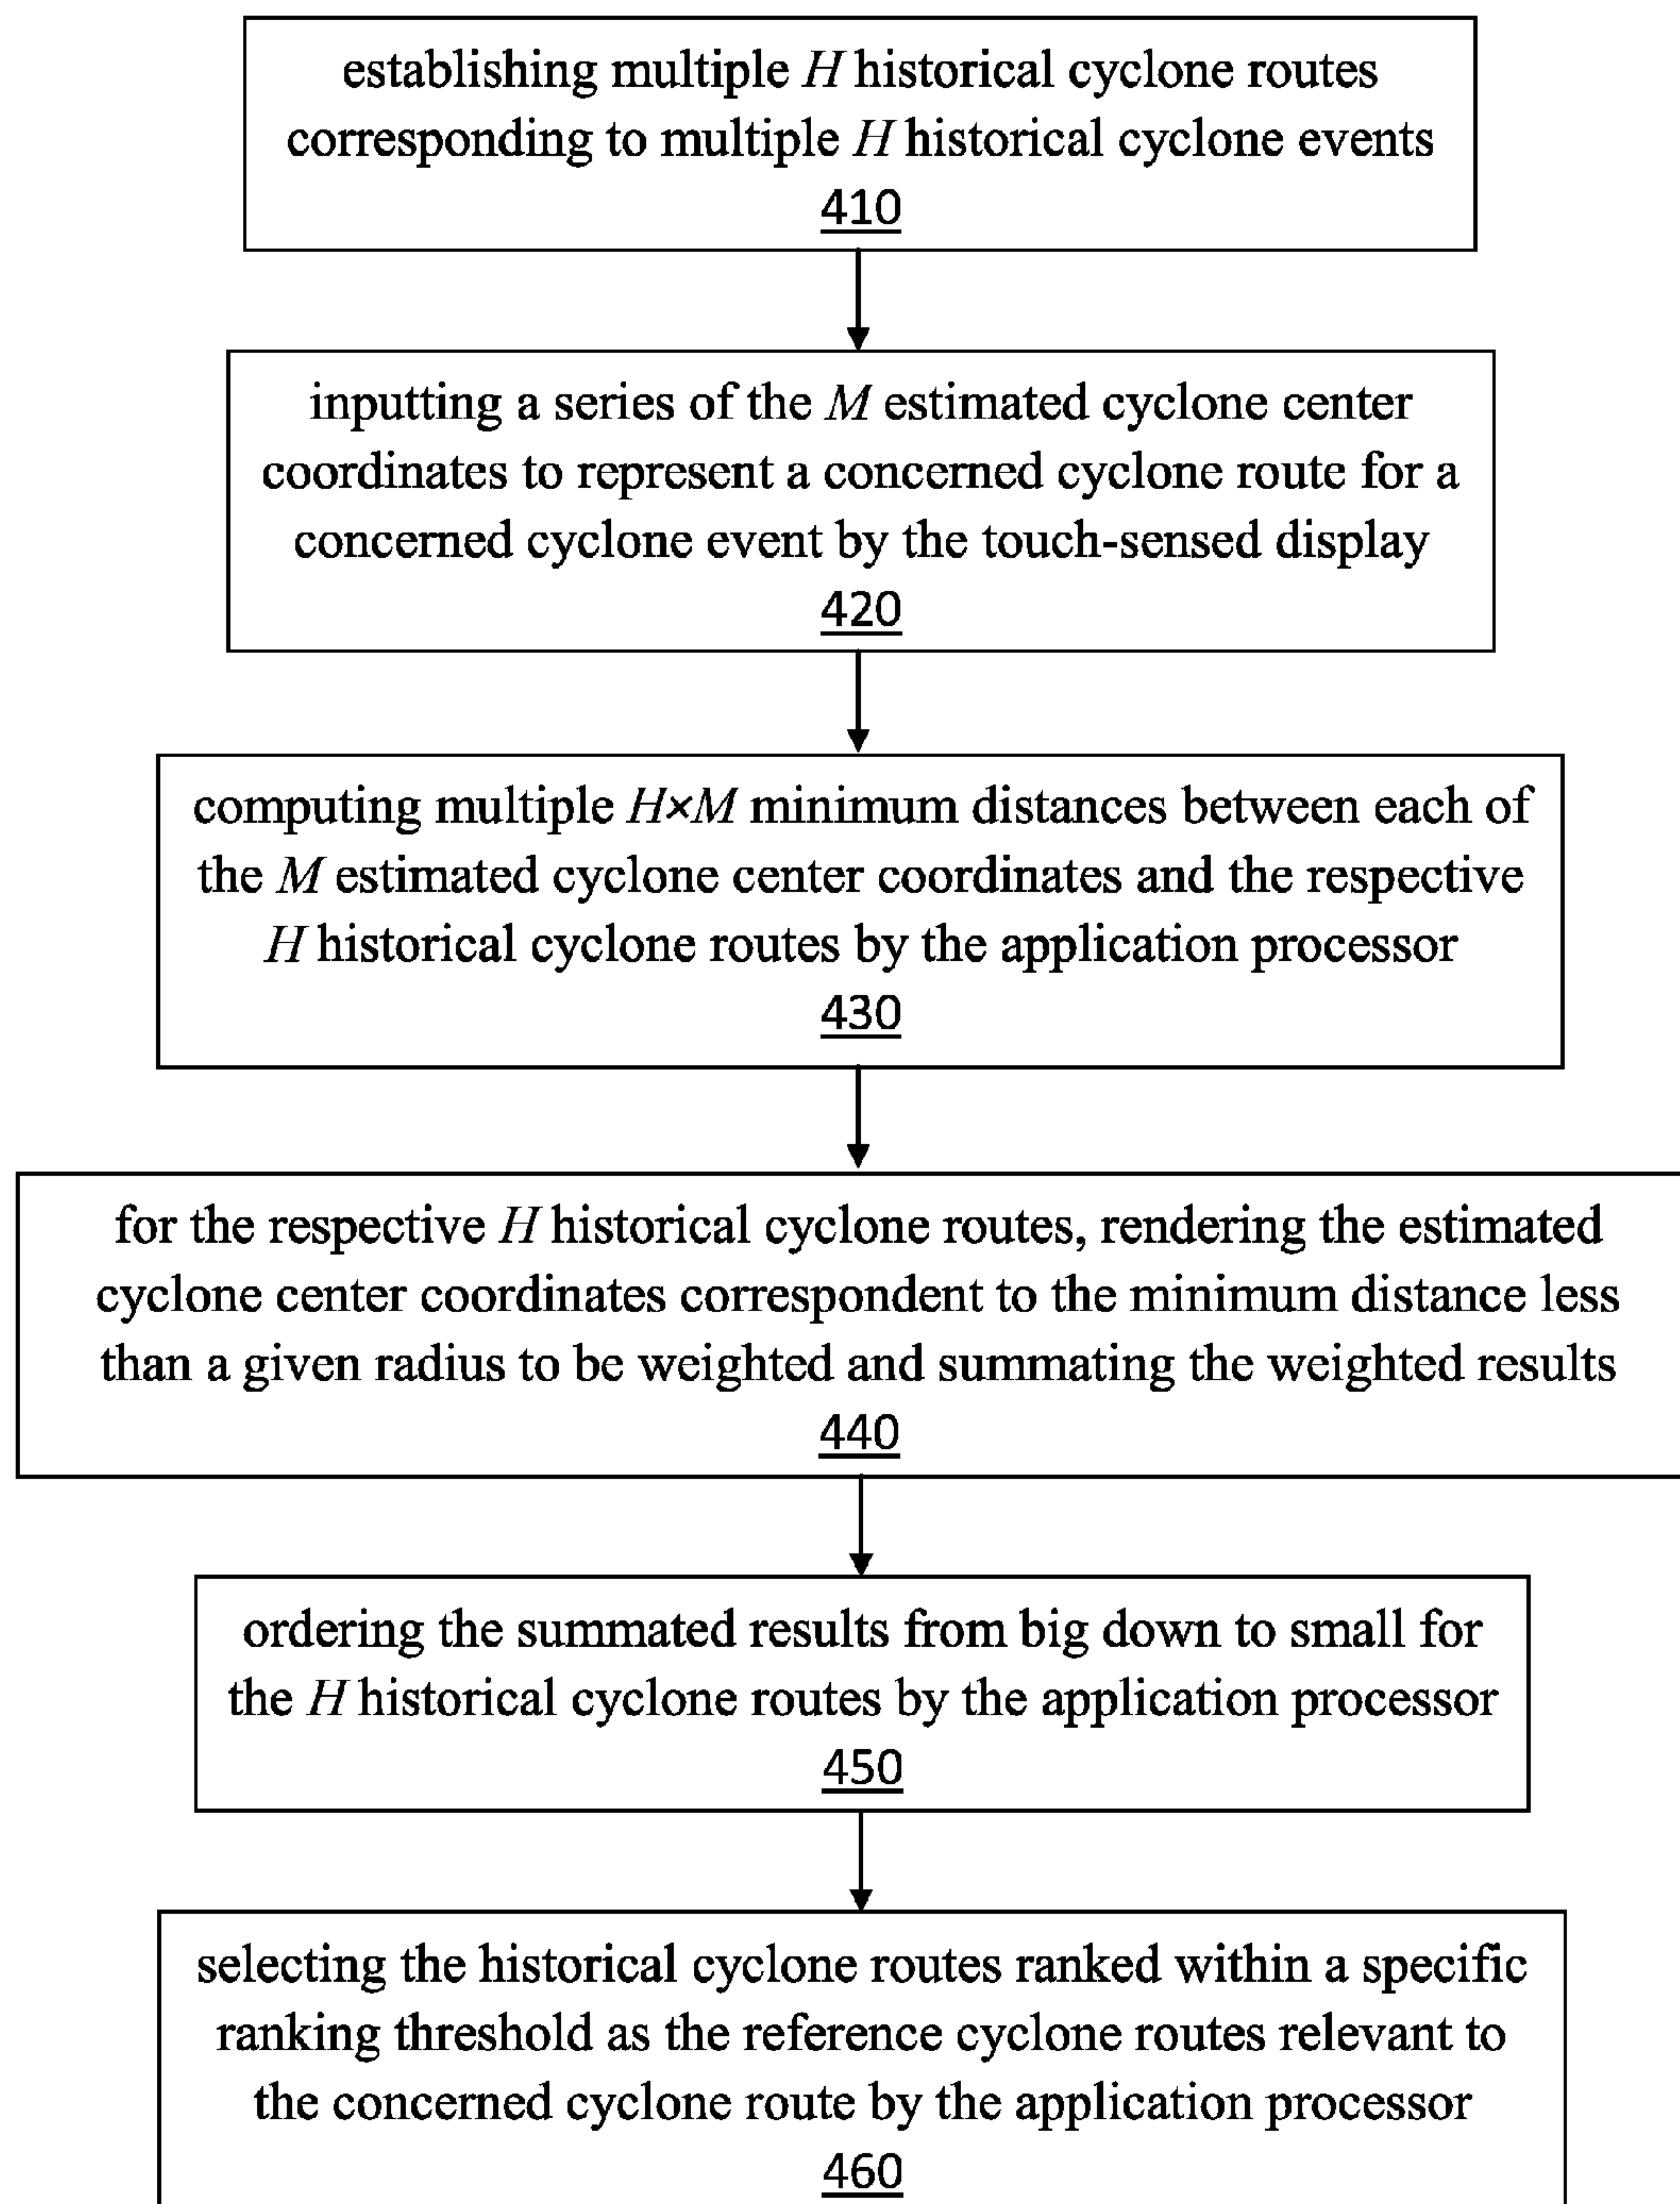 establishing multiple H historical cyclone routes
corresponding to multiple H historical cyclone events
410
inputting a series of the M estimated cyclone center
coordinates to represent a concerned cyclone route for a
concerned cyclone event by the touch-sensed display
420
computing multiple H×M minimum distances between each of
the M estimated cyclone center coordinates and the respective
H historical cyclone routes by the application processor
430
for the respective H historical cyclone routes, rendering the estimated
cyclone center coordinates correspondent to the minimum distance less
than a given radius to be weighted and summating the weighted results
440
ordering the summated results from big down to small for
the H historical cyclone routes by the application processor
450
selecting the historical cyclone routes ranked within a specific
ranking threshold as the reference cyclone routes relevant to
the concerned cyclone route by the application processor
460